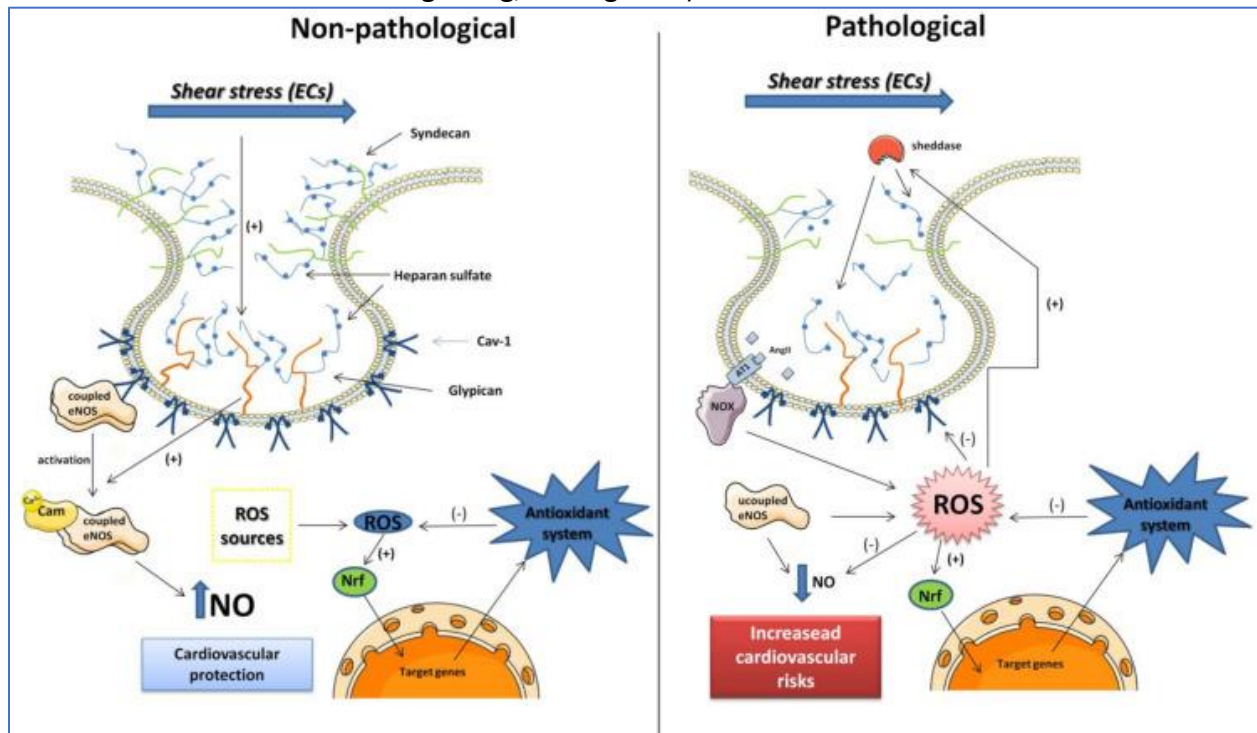 Non-pathological
Pathological
Shear stress (ECs)
Syndecan
(+)
Heparan sulfate
Cav-1
Glypican
coupled
eNOS
activation
(+)
Ca²⁺
Cam
coupled
eNOS
ROS
sources
ROS
(-)
Antioxidant
system
(+)
Nrf
NO
Cardiovascular
protection
Target genes
Shear stress (ECs)
sheddase
(+)
AngII
AT1
NOX
(-)
ucoupled
eNOS
ROS
(-)
Antioxidant
system
(-)
(+)
NO
Nrf
Increasead
cardiovascular
risks
Target genes